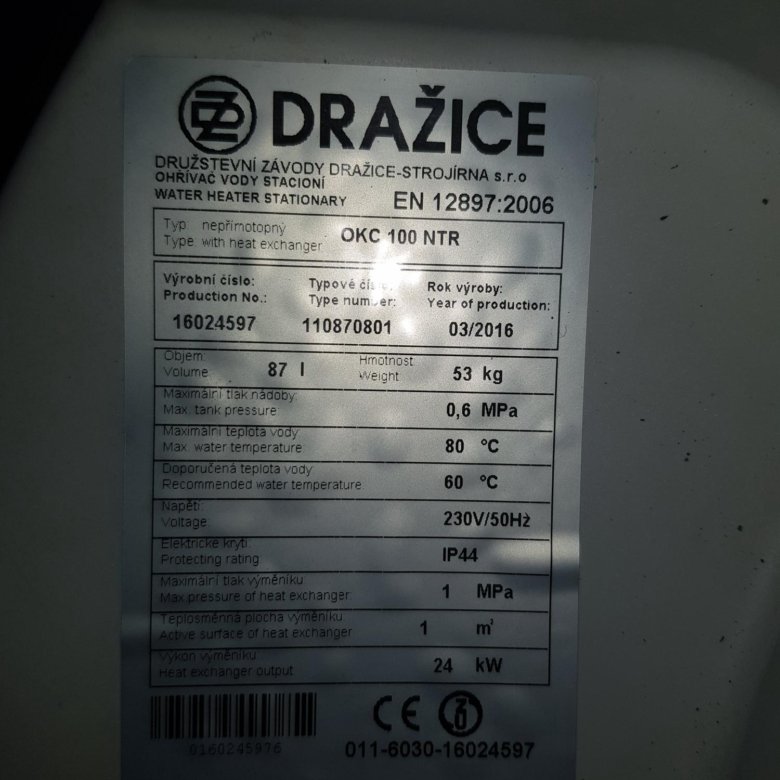 DRAŽICE
DRUŽSTEVNÍ ZÁVODY DRAŽICE-STROJÍRNA s.r.o
OHŘÍVAČ VODY STACIONÍ
WATER HEATER STATIONARY EN 12897:2006
Typ nepřímotopný
Type with heat exchanger OKC 100 NTR
Výrobní číslo: Typové Rok výroby:
Production No.: Type number: Year of production:
16024597 110870801 03/2016
Objem Hmotnost
Volume 87 l Weight 53 kg
Maximální tlak nádoby
Max. tank pressure 0,6 MPa
Maximální teplota vody
Max. water temperature 80 °C
Doporučená teplota vody
Recommended water temperature 60 °C
Napětí
Voltage 230V/50Hz
Elektrické krytí
Protecting rating IP44
Maximální tlak výměníku
Max.pressure of heat exchanger 1 MPa
Teplosměnná plocha výměníku
Active surface of heat exchanger 1 m²
Výkon výměníku
Heat exchanger output 24 kW
CE
0160245976 011-6030-16024597